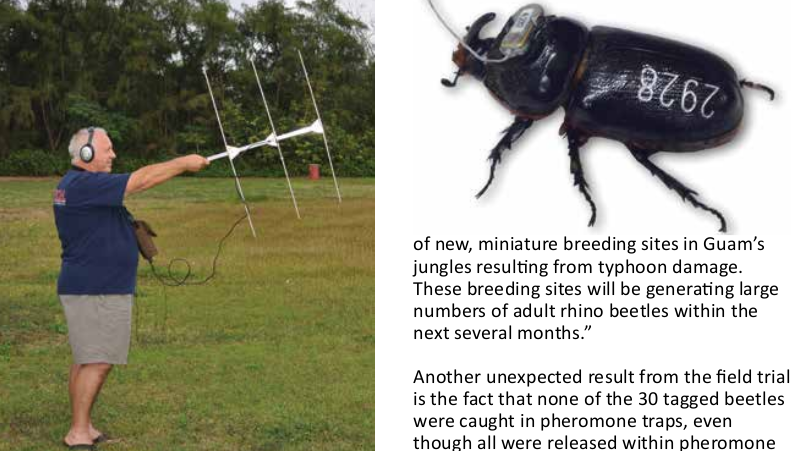 2928
of new, miniature breeding sites in Guam’s
jungles resulting from typhoon damage.
These breeding sites will be generating large
numbers of adult rhino beetles within the
next several months.”
Another unexpected result from the field trial
is the fact that none of the 30 tagged beetles
were caught in pheromone traps, even
though all were released within pheromone